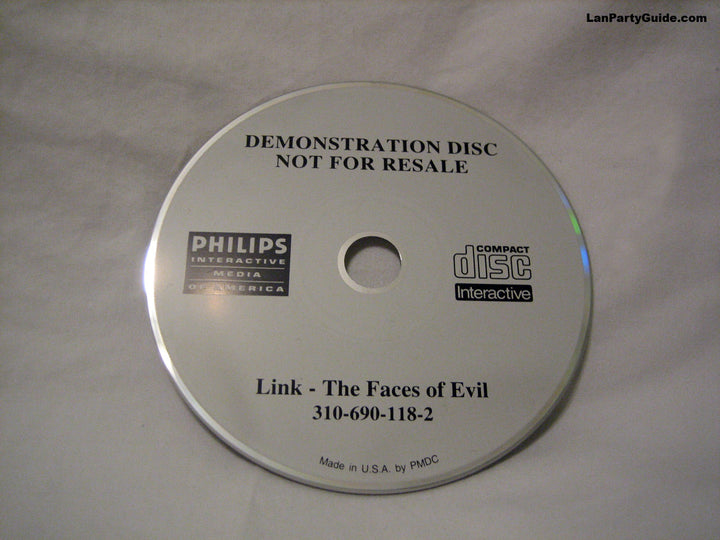 LanPartyGuide.com
DEMONSTRATION DISC
NOT FOR RESALE
PHILIPS
INTERACTIVE
MEDIA
OF AMERICA
COMPACT
disc
Interactive
Link - The Faces of Evil
310-690-118-2
Made in U.S.A. by PMDC